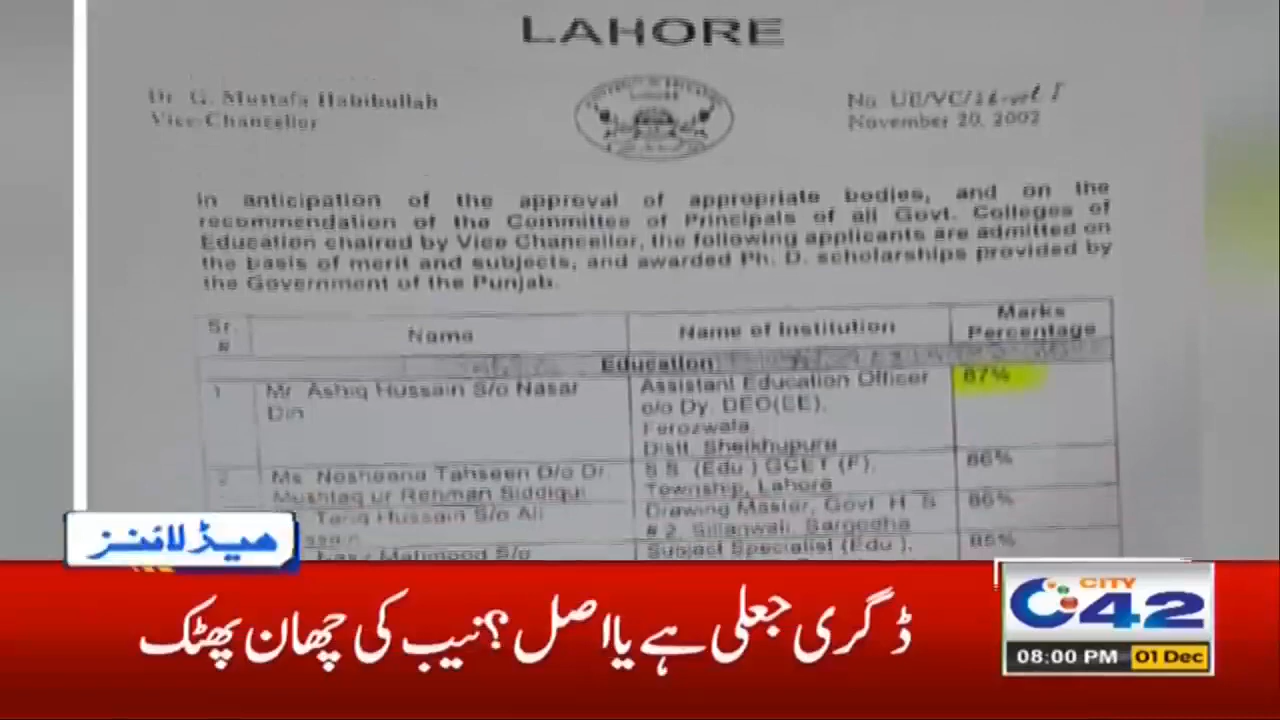 LAHORE
Dr. G. Mustafa Habibullah
Vice-Chancellor
No. UE/VC/
November 20, 2002
In anticipation of the approval of appropriate bodies, and on the
recommendation of the Committee of Principals of all Govt. Colleges of
Education chaired by Vice Chancellor, the following applicants are admitted on
the basis of merit and subjects, and awarded Ph. D. scholarships provided by
the Government of the Punjab.
Sr. # Name Name of Institution Marks Percentage
Education
1 Mr. Ashiq Hussain S/o Nasar Din Assistant Education Officer o/o Dy. DEO(EE), Ferozwala. Distt. Sheikhupura 87%
2 Ms. Nosheena Tahseen D/o Dr. Mushtaq ur Rehman Siddiqui S.S. (Edu.) GCET (F), Township, Lahore 86%
Tariq Hussain S/o Ali Drawing Master, Govt. H. S. # 2, Sillanwali, Sargodha 86%
Mahmood S/o Subject Specialist (Edu.), 85%
ہیڈلائنز
ڈگری جعلی ہے یا اصل؟ نیب کی چھان پھٹک
CITY
42
08:00 PM 01 Dec